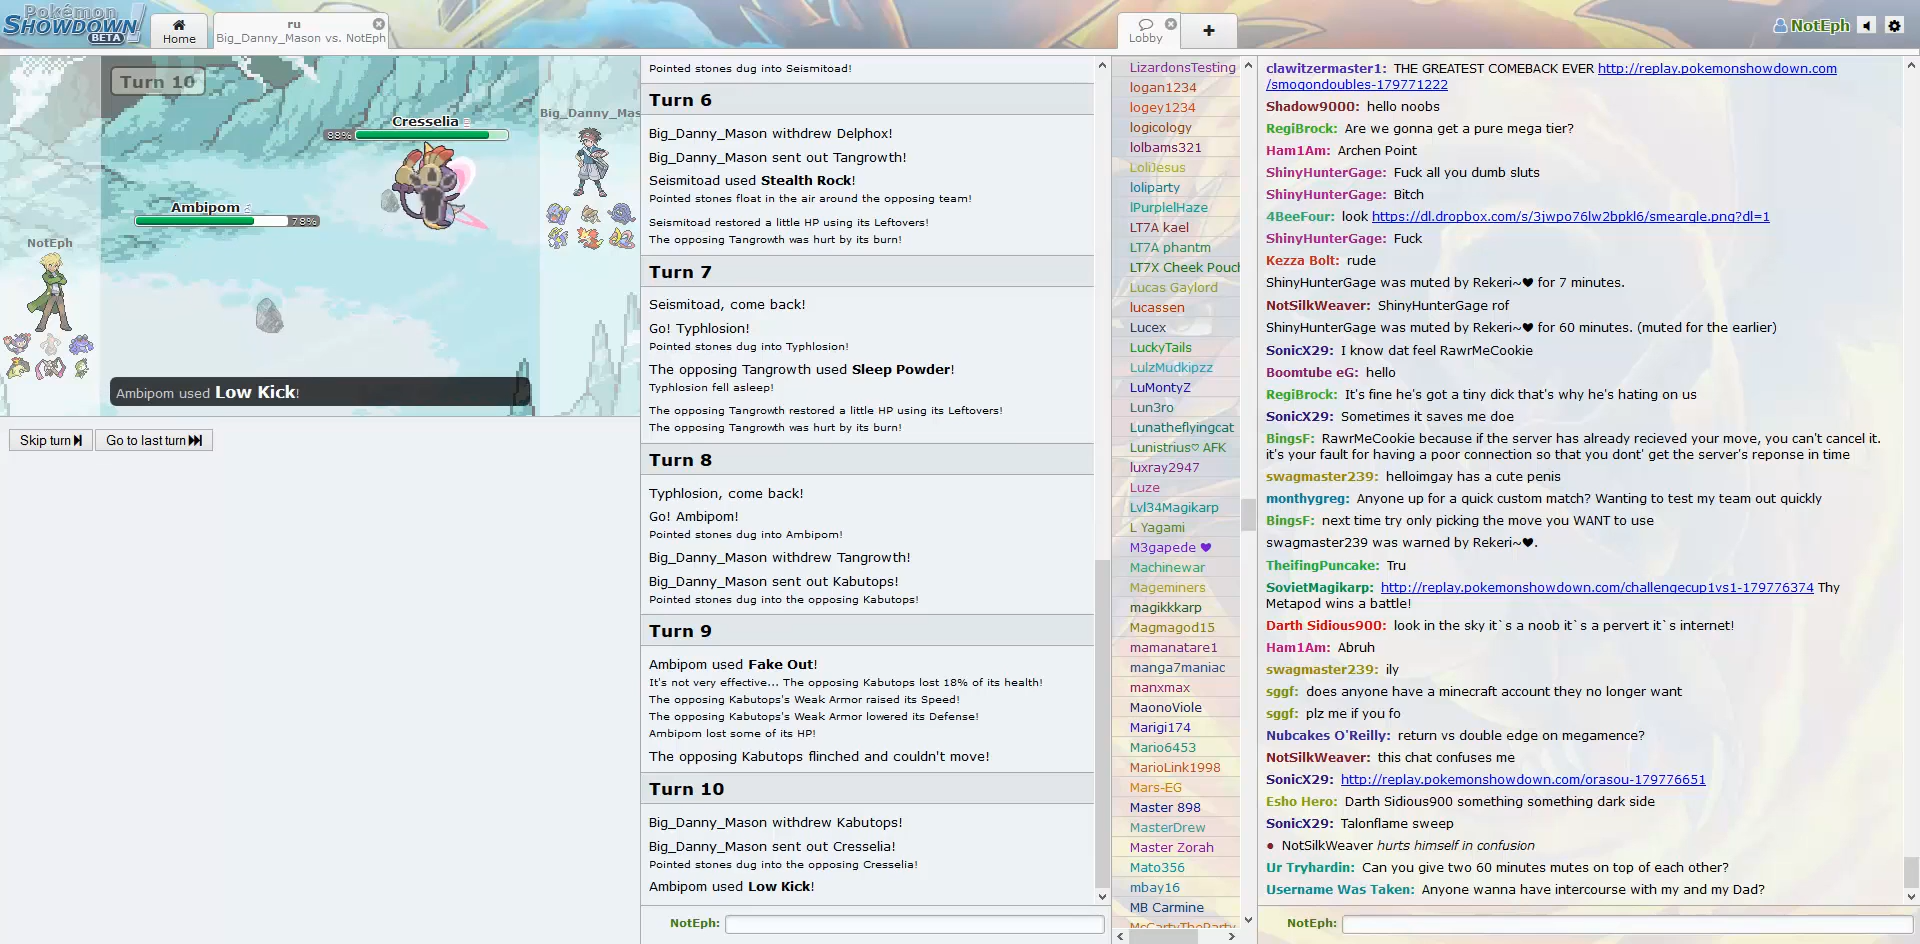 Pokémon
SHOWDOWN!
BETA
Home
ru
Big_Danny_Mason vs. NotEph
Lobby
+
NotEph
Turn 10
Cresselia
88%
Ambipom
78%
NotEph
Big_Danny_Mas
Ambipom used Low Kick!
Skip turn
Go to last turn
Pointed stones dug into Seismitoad!
Turn 6
Big_Danny_Mason withdrew Delphox!
Big_Danny_Mason sent out Tangrowth!
Seismitoad used Stealth Rock!
Pointed stones float in the air around the opposing team!
Seismitoad restored a little HP using its Leftovers!
The opposing Tangrowth was hurt by its burn!
Turn 7
Seismitoad, come back!
Go! Typhlosion!
Pointed stones dug into Typhlosion!
The opposing Tangrowth used Sleep Powder!
Typhlosion fell asleep!
The opposing Tangrowth restored a little HP using its Leftovers!
The opposing Tangrowth was hurt by its burn!
Turn 8
Typhlosion, come back!
Go! Ambipom!
Pointed stones dug into Ambipom!
Big_Danny_Mason withdrew Tangrowth!
Big_Danny_Mason sent out Kabutops!
Pointed stones dug into the opposing Kabutops!
Turn 9
Ambipom used Fake Out!
It's not very effective... The opposing Kabutops lost 18% of its health!
The opposing Kabutops's Weak Armor raised its Speed!
The opposing Kabutops's Weak Armor lowered its Defense!
Ambipom lost some of its HP!
The opposing Kabutops flinched and couldn't move!
Turn 10
Big_Danny_Mason withdrew Kabutops!
Big_Danny_Mason sent out Cresselia!
Pointed stones dug into the opposing Cresselia!
Ambipom used Low Kick!
NotEph:
LizardonsTesting
logan1234
logey1234
logicology
lolbams321
LoliJesus
loliparty
lPurplelHaze
LT7A kael
LT7A phantm
LT7X Cheek Pouch
Lucas Gaylord
lucassen
Lucex
LuckyTails
LulzMudkipzz
LuMontyZ
Lun3ro
Lunatheflyingcat
Lunistrius♡ AFK
luxray2947
Luze
Lvl34Magikarp
L Yagami
M3gapede ♥
Machinewar
Mageminers
magikkkarp
Magmagod15
mamanatare1
manga7maniac
manxmax
MaonoViole
Marigi174
Mario6453
MarioLink1998
Mars-EG
Master 898
MasterDrew
Master Zorah
Mato356
mbay16
MB Carmine
McCartyTheParty
clawitzermaster1: THE GREATEST COMEBACK EVER http://replay.pokemonshowdown.com
/smogondoubles-179771222
Shadow9000: hello noobs
RegiBrock: Are we gonna get a pure mega tier?
Ham1Am: Archen Point
ShinyHunterGage: Fuck all you dumb sluts
ShinyHunterGage: Bitch
4BeeFour: look https://dl.dropbox.com/s/3jwpo76lw2bpkl6/smeargle.png?dl=1
ShinyHunterGage: Fuck
Kezza Bolt: rude
ShinyHunterGage was muted by Rekeri~♥ for 7 minutes.
NotSilkWeaver: ShinyHunterGage rof
ShinyHunterGage was muted by Rekeri~♥ for 60 minutes. (muted for the earlier)
SonicX29: I know dat feel RawrMeCookie
Boomtube eG: hello
RegiBrock: It's fine he's got a tiny dick that's why he's hating on us
SonicX29: Sometimes it saves me doe
BingsF: RawrMeCookie because if the server has already recieved your move, you can't cancel it.
it's your fault for having a poor connection so that you dont' get the server's reponse in time
swagmaster239: helloimgay has a cute penis
monthygreg: Anyone up for a quick custom match? Wanting to test my team out quickly
BingsF: next time try only picking the move you WANT to use
swagmaster239 was warned by Rekeri~♥.
TheifingPuncake: Tru
SovietMagikarp: http://replay.pokemonshowdown.com/challengecup1vs1-179776374 Thy
Metapod wins a battle!
Darth Sidious900: look in the sky it`s a noob it`s a pervert it`s internet!
Ham1Am: Abruh
swagmaster239: ily
sggf: does anyone have a minecraft account they no longer want
sggf: plz me if you fo
Nubcakes O'Reilly: return vs double edge on megamence?
NotSilkWeaver: this chat confuses me
SonicX29: http://replay.pokemonshowdown.com/orasou-179776651
Esho Hero: Darth Sidious900 something something dark side
SonicX29: Talonflame sweep
• NotSilkWeaver hurts himself in confusion
Ur Tryhardin: Can you give two 60 minutes mutes on top of each other?
Username Was Taken: Anyone wanna have intercourse with my and my Dad?
NotEph: